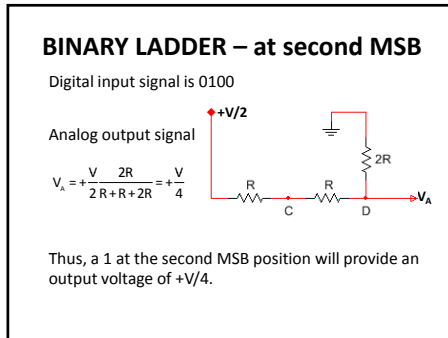 BINARY LADDER – at second MSB
Digital input signal is 0100
+V/2
Analog output signal
2R
V_A = + V/2 2R/(R+R+2R) = + V/4
R
R
V_A
C
D
Thus, a 1 at the second MSB position will provide an
output voltage of +V/4.